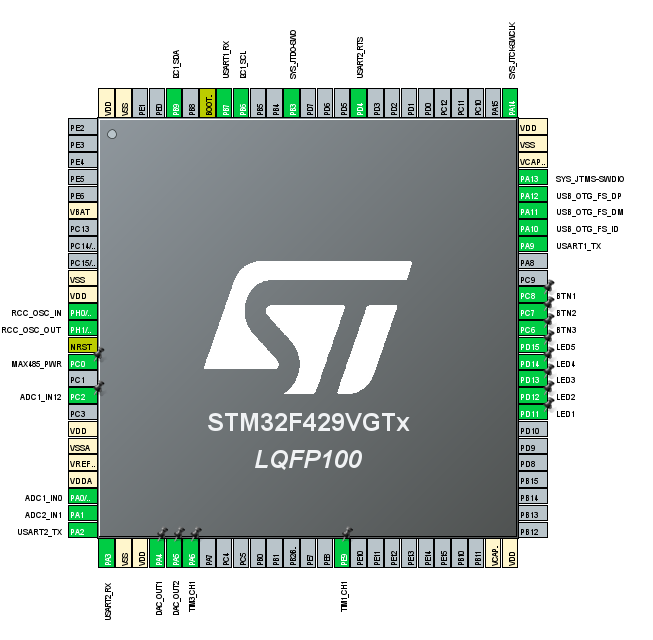 I2C1_SDA
USART1_RX
I2C1_SCL
SYS_JTDO-SWO
USART2_RTS
SYS_JTCK-SWCLK
VDD
VSS
PE1
PE0
PB9
PB8
BOOT..
PB7
PB6
PB5
PB4
PB3
PD7
PD6
PD5
PD4
PD3
PD2
PD1
PD0
PC12
PC11
PC10
PA15
PA14
PE2
PE3
PE4
PE5
PE6
VBAT
PC13
PC14/..
PC15/..
VSS
VDD
RCC_OSC_IN PH0/..
RCC_OSC_OUT PH1/..
NRST
MAX485_PWR PC0
PC1
ADC1_IN12 PC2
PC3
VDD
VSSA
VREF..
VDDA
ADC1_IN0 PA0/..
ADC2_IN1 PA1
USART2_TX PA2
STM32F429VGTx
LQFP100
VDD
VSS
VCAP..
PA13 SYS_JTMS-SWDIO
PA12 USB_OTG_FS_DP
PA11 USB_OTG_FS_DM
PA10 USB_OTG_FS_ID
PA9 USART1_TX
PA8
PC9
PC8 BTN1
PC7 BTN2
PC6 BTN3
PD15 LED5
PD14 LED4
PD13 LED3
PD12 LED2
PD11 LED1
PD10
PD9
PD8
PB15
PB14
PB13
PB12
PA3
VSS
VDD
PA4
PA5
PA6
PA7
PC4
PC5
PB0
PB1
PB2/B..
PE7
PE8
PE9
PE10
PE11
PE12
PE13
PE14
PE15
PB10
PB11
VCAP..
VDD
USART2_RX
DAC_OUT1
DAC_OUT2
TIM3_CH1
TIM1_CH1